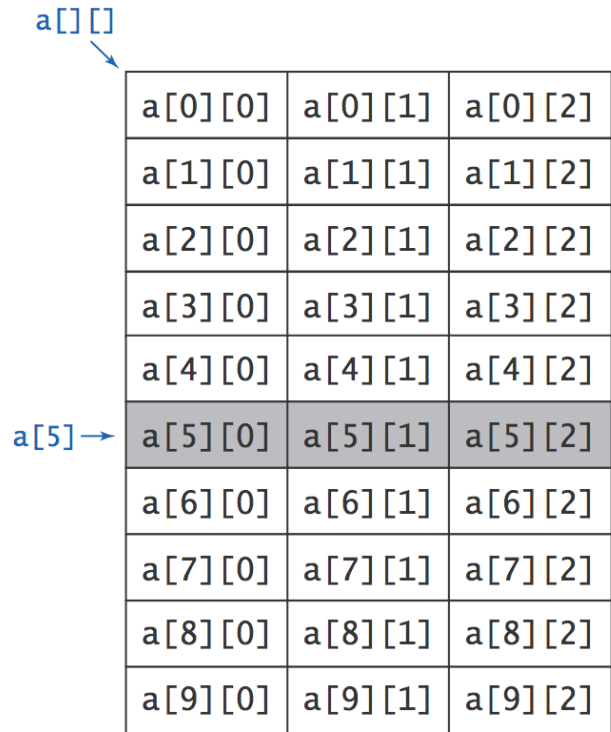 a[][]
a[0][0] a[0][1] a[0][2]
a[1][0] a[1][1] a[1][2]
a[2][0] a[2][1] a[2][2]
a[3][0] a[3][1] a[3][2]
a[4][0] a[4][1] a[4][2]
a[5] a[5][0] a[5][1] a[5][2]
a[6][0] a[6][1] a[6][2]
a[7][0] a[7][1] a[7][2]
a[8][0] a[8][1] a[8][2]
a[9][0] a[9][1] a[9][2]